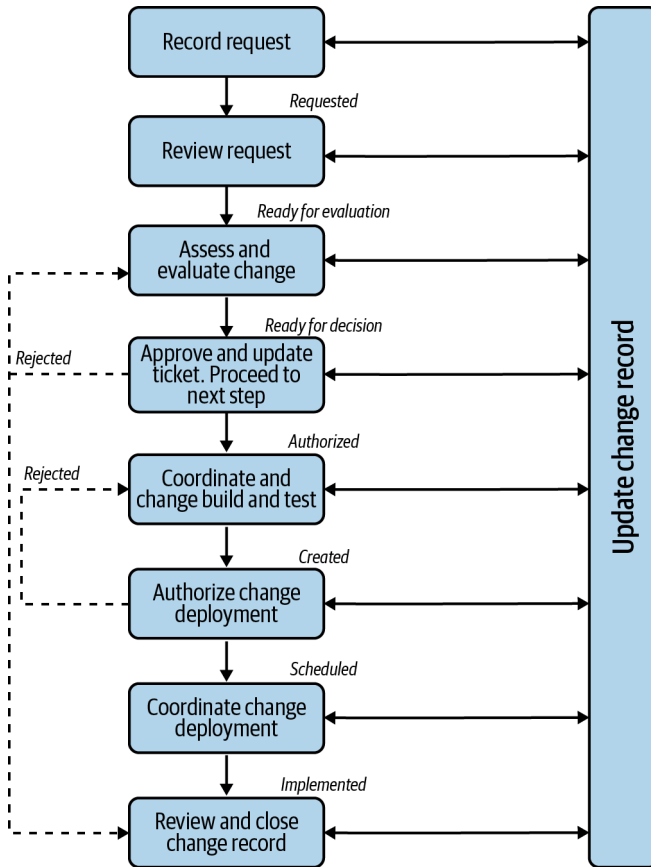 Record request
Requested
Review request
Ready for evaluation
Assess and
evaluate change
Ready for decision
Rejected
Approve and update
ticket. Proceed to
next step
Authorized
Rejected
Coordinate and
change build and test
Created
Authorize change
deployment
Scheduled
Coordinate change
deployment
Implemented
Review and close
change record
Update change record